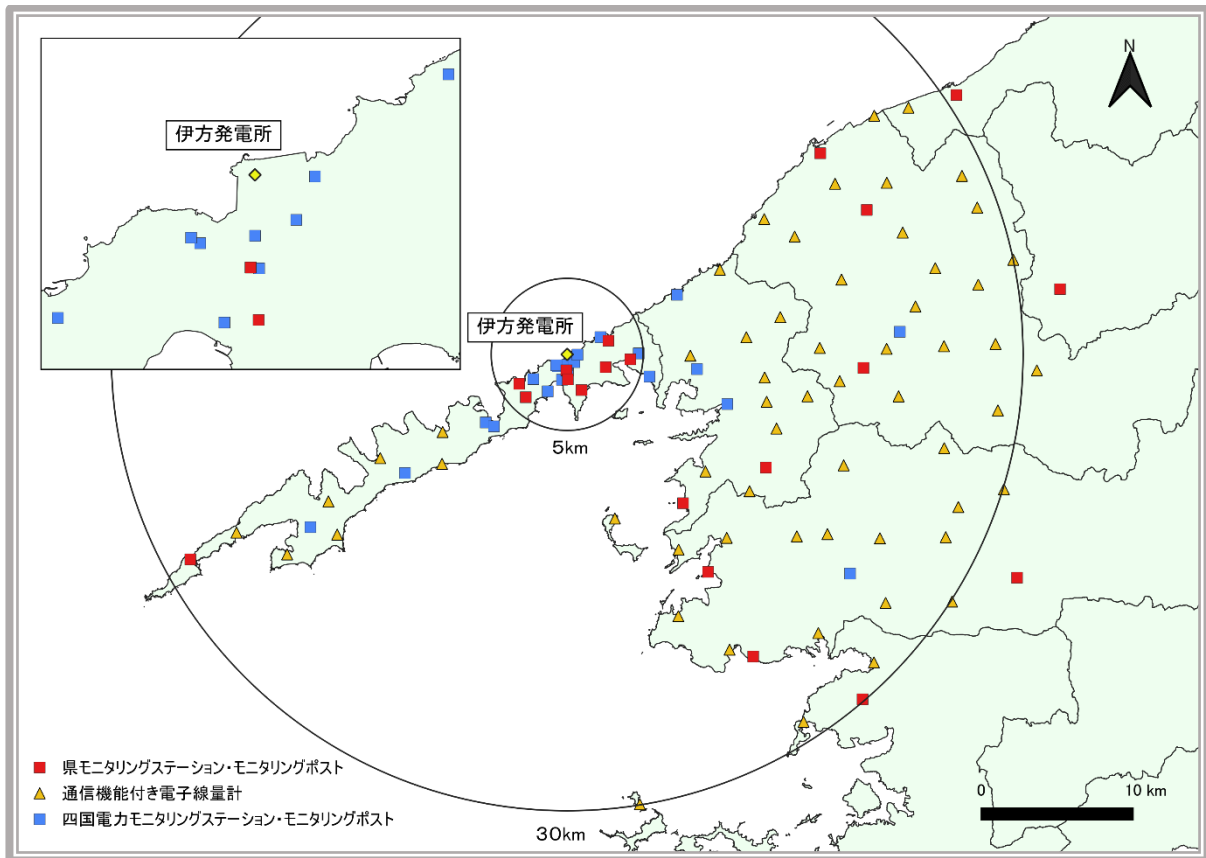 伊方発電所
N
伊方発電所
5km
県モニタリングステーション・モニタリングポスト
通信機能付き電子線量計
四国電力モニタリングステーション・モニタリングポスト
30km
0 10 km